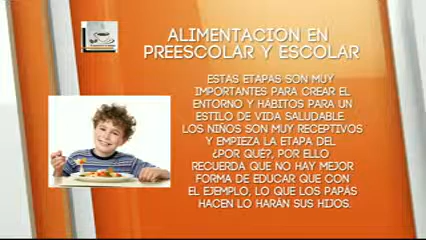 ALIMENTACION EN
PREESCOLAR Y ESCOLAR
ESTAS ETAPAS SON MUY
IMPORTANTES PARA CREAR EL
ENTORNO Y HÁBITOS PARA UN
ESTILO DE VIDA SALUDABLE.
LOS NIÑOS SON MUY RECEPTIVOS
Y EMPIEZA LA ETAPA DEL
¿POR QUÉ?, POR ELLO
RECUERDA QUE NO HAY MEJOR
FORMA DE EDUCAR QUE CON
EL EJEMPLO, LO QUE LOS PAPÁS
HACEN LO HARÁN SUS HIJOS.